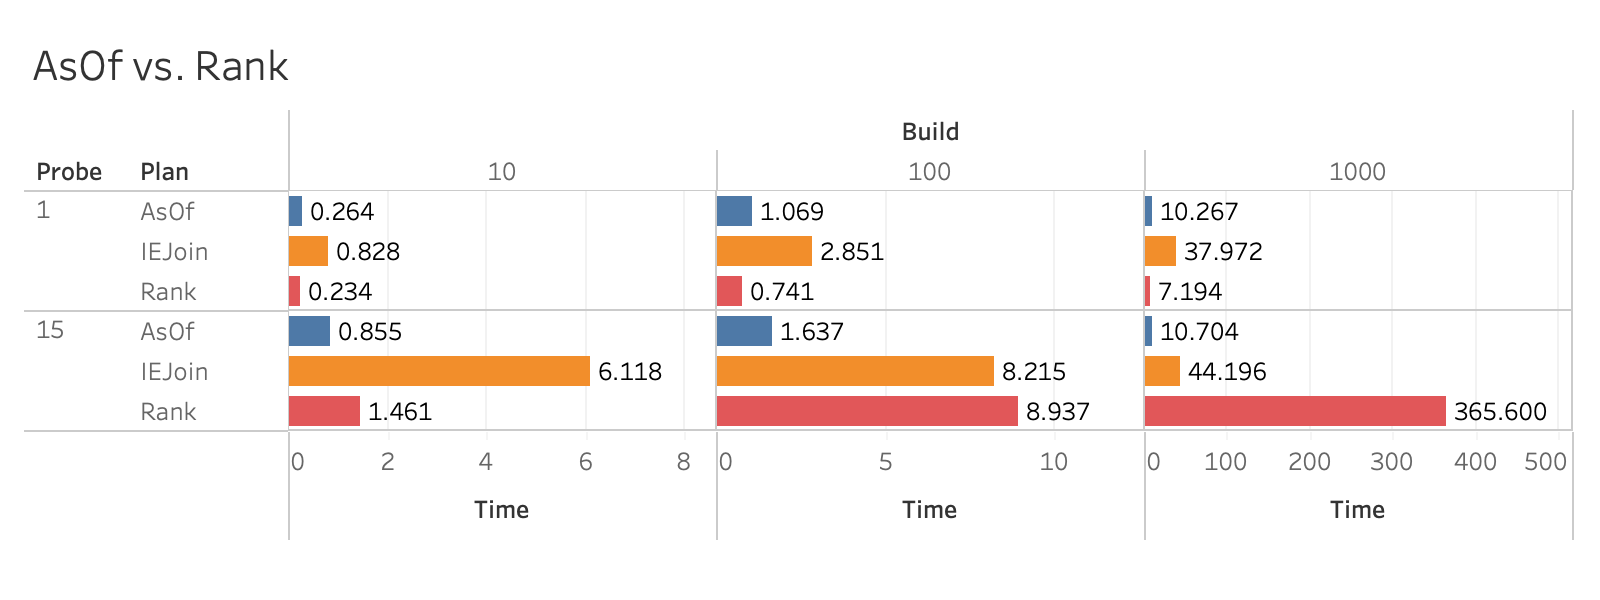 AsOf vs. Rank
Build
Probe Plan 10 100 1000
1 AsOf 0.264 1.069 10.267
IEJoin 0.828 2.851 37.972
Rank 0.234 0.741 7.194
15 AsOf 0.855 1.637 10.704
IEJoin 6.118 8.215 44.196
Rank 1.461 8.937 365.600
0 2 4 6 8 0 5 10 0 100 200 300 400 500
Time Time Time